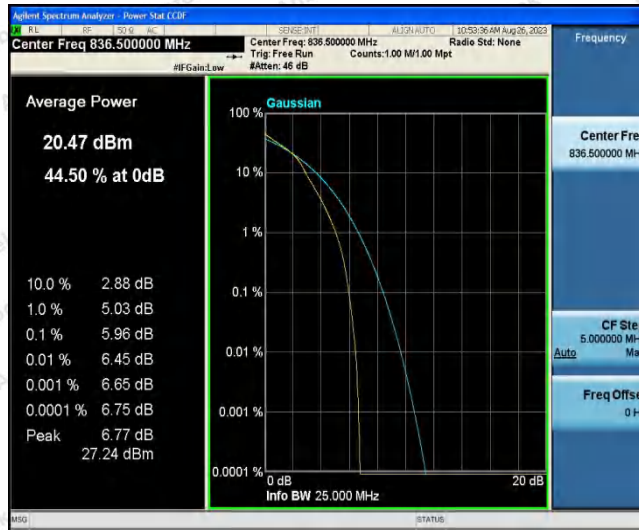 Agilent Spectrum Analyzer - Power Stat CCDF
RL RF 50 Ω AC SENSE:INT ALIGN AUTO 10:53:36 AM Aug 26, 2023
Center Freq 836.500000 MHz
Center Freq: 836.500000 MHz Radio Std: None
Trig: Free Run Counts:1.00 M/1.00 Mpt
#IFGain:Low #Atten: 46 dB
Frequency
Average Power
20.47 dBm
44.50 % at 0dB
10.0 % 2.88 dB
1.0 % 5.03 dB
0.1 % 5.96 dB
0.01 % 6.45 dB
0.001 % 6.65 dB
0.0001 % 6.75 dB
Peak 6.77 dB
27.24 dBm
Gaussian
100 %
10 %
1 %
0.1 %
0.01 %
0.001 %
0.0001 %
0 dB 20 dB
Info BW 25.000 MHz
Center Fre
836.500000 MH
CF Ste
5.000000 MH
Auto Ma
Freq Offse
0 H
MSG STATUS